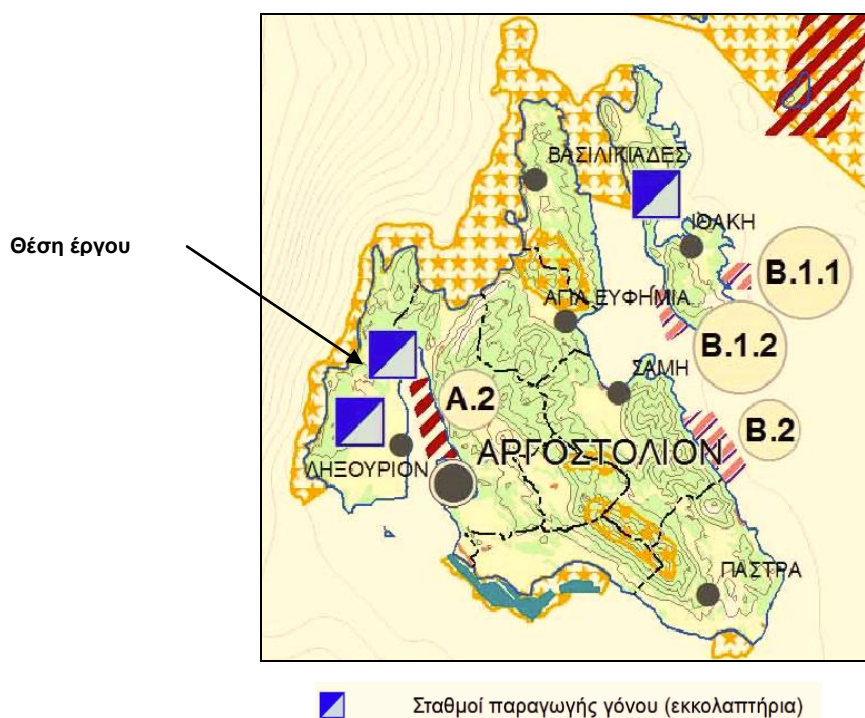 ΒΑΣΙΛΙΚΙΑΔΕΣ
Θέση έργου
ΙΘΑΚΗ
Β.1.1
ΑΓΙΑ ΕΥΦΗΜΙΑ
Β.1.2
ΣΑΜΗ
Α.2
Β.2
ΑΡΓΟΣΤΟΛΙΟΝ
ΛΗΞΟΥΡΙΟΝ
ΠΑΣΤΡΑ
Σταθμοί παραγωγής γόνου (εκκολαπτήρια)